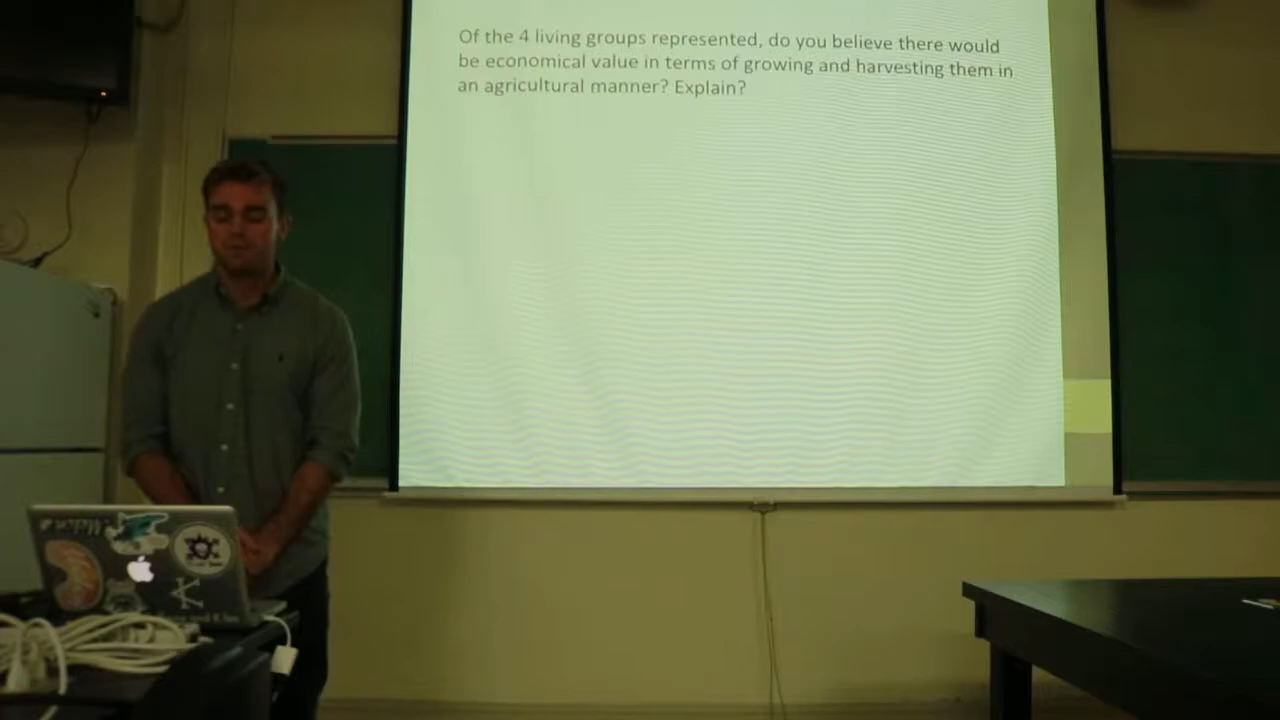 Of the 4 living groups represented, do you believe there would
be economical value in terms of growing and harvesting them in
an agricultural manner? Explain?